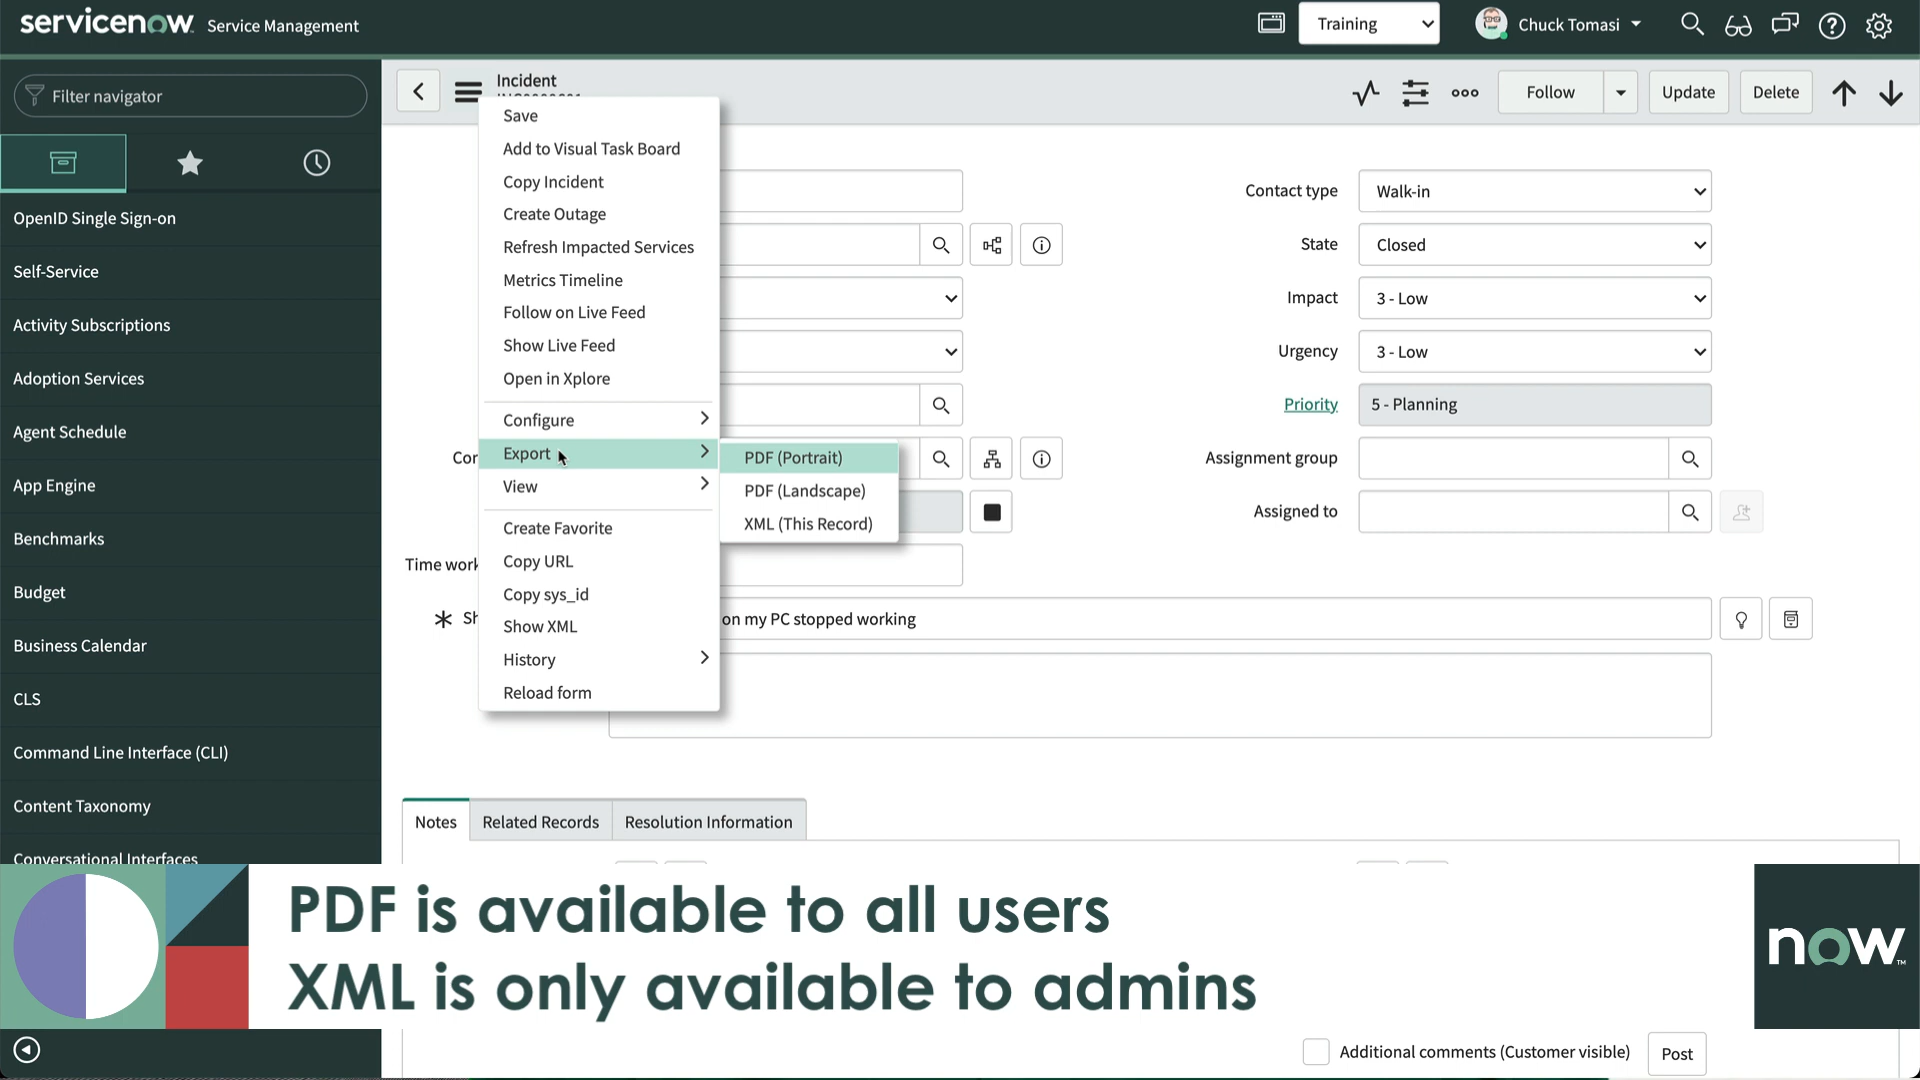 servicenow Service Management
Training
Chuck Tomasi
Filter navigator
OpenID Single Sign-on
Self-Service
Activity Subscriptions
Adoption Services
Agent Schedule
App Engine
Benchmarks
Budget
Business Calendar
CLS
Command Line Interface (CLI)
Content Taxonomy
Conversational Interfaces
Incident
Follow
Update
Delete
Save
Add to Visual Task Board
Copy Incident
Create Outage
Refresh Impacted Services
Metrics Timeline
Follow on Live Feed
Show Live Feed
Open in Xplore
Configure
Export
View
Create Favorite
Copy URL
Copy sys_id
Show XML
History
Reload form
PDF (Portrait)
PDF (Landscape)
XML (This Record)
Contact type Walk-in
State Closed
Impact 3 - Low
Urgency 3 - Low
Priority 5 - Planning
Assignment group
Assigned to
Cor
Time work
Sh
on my PC stopped working
Notes Related Records Resolution Information
PDF is available to all users
XML is only available to admins
now™
Additional comments (Customer visible) Post